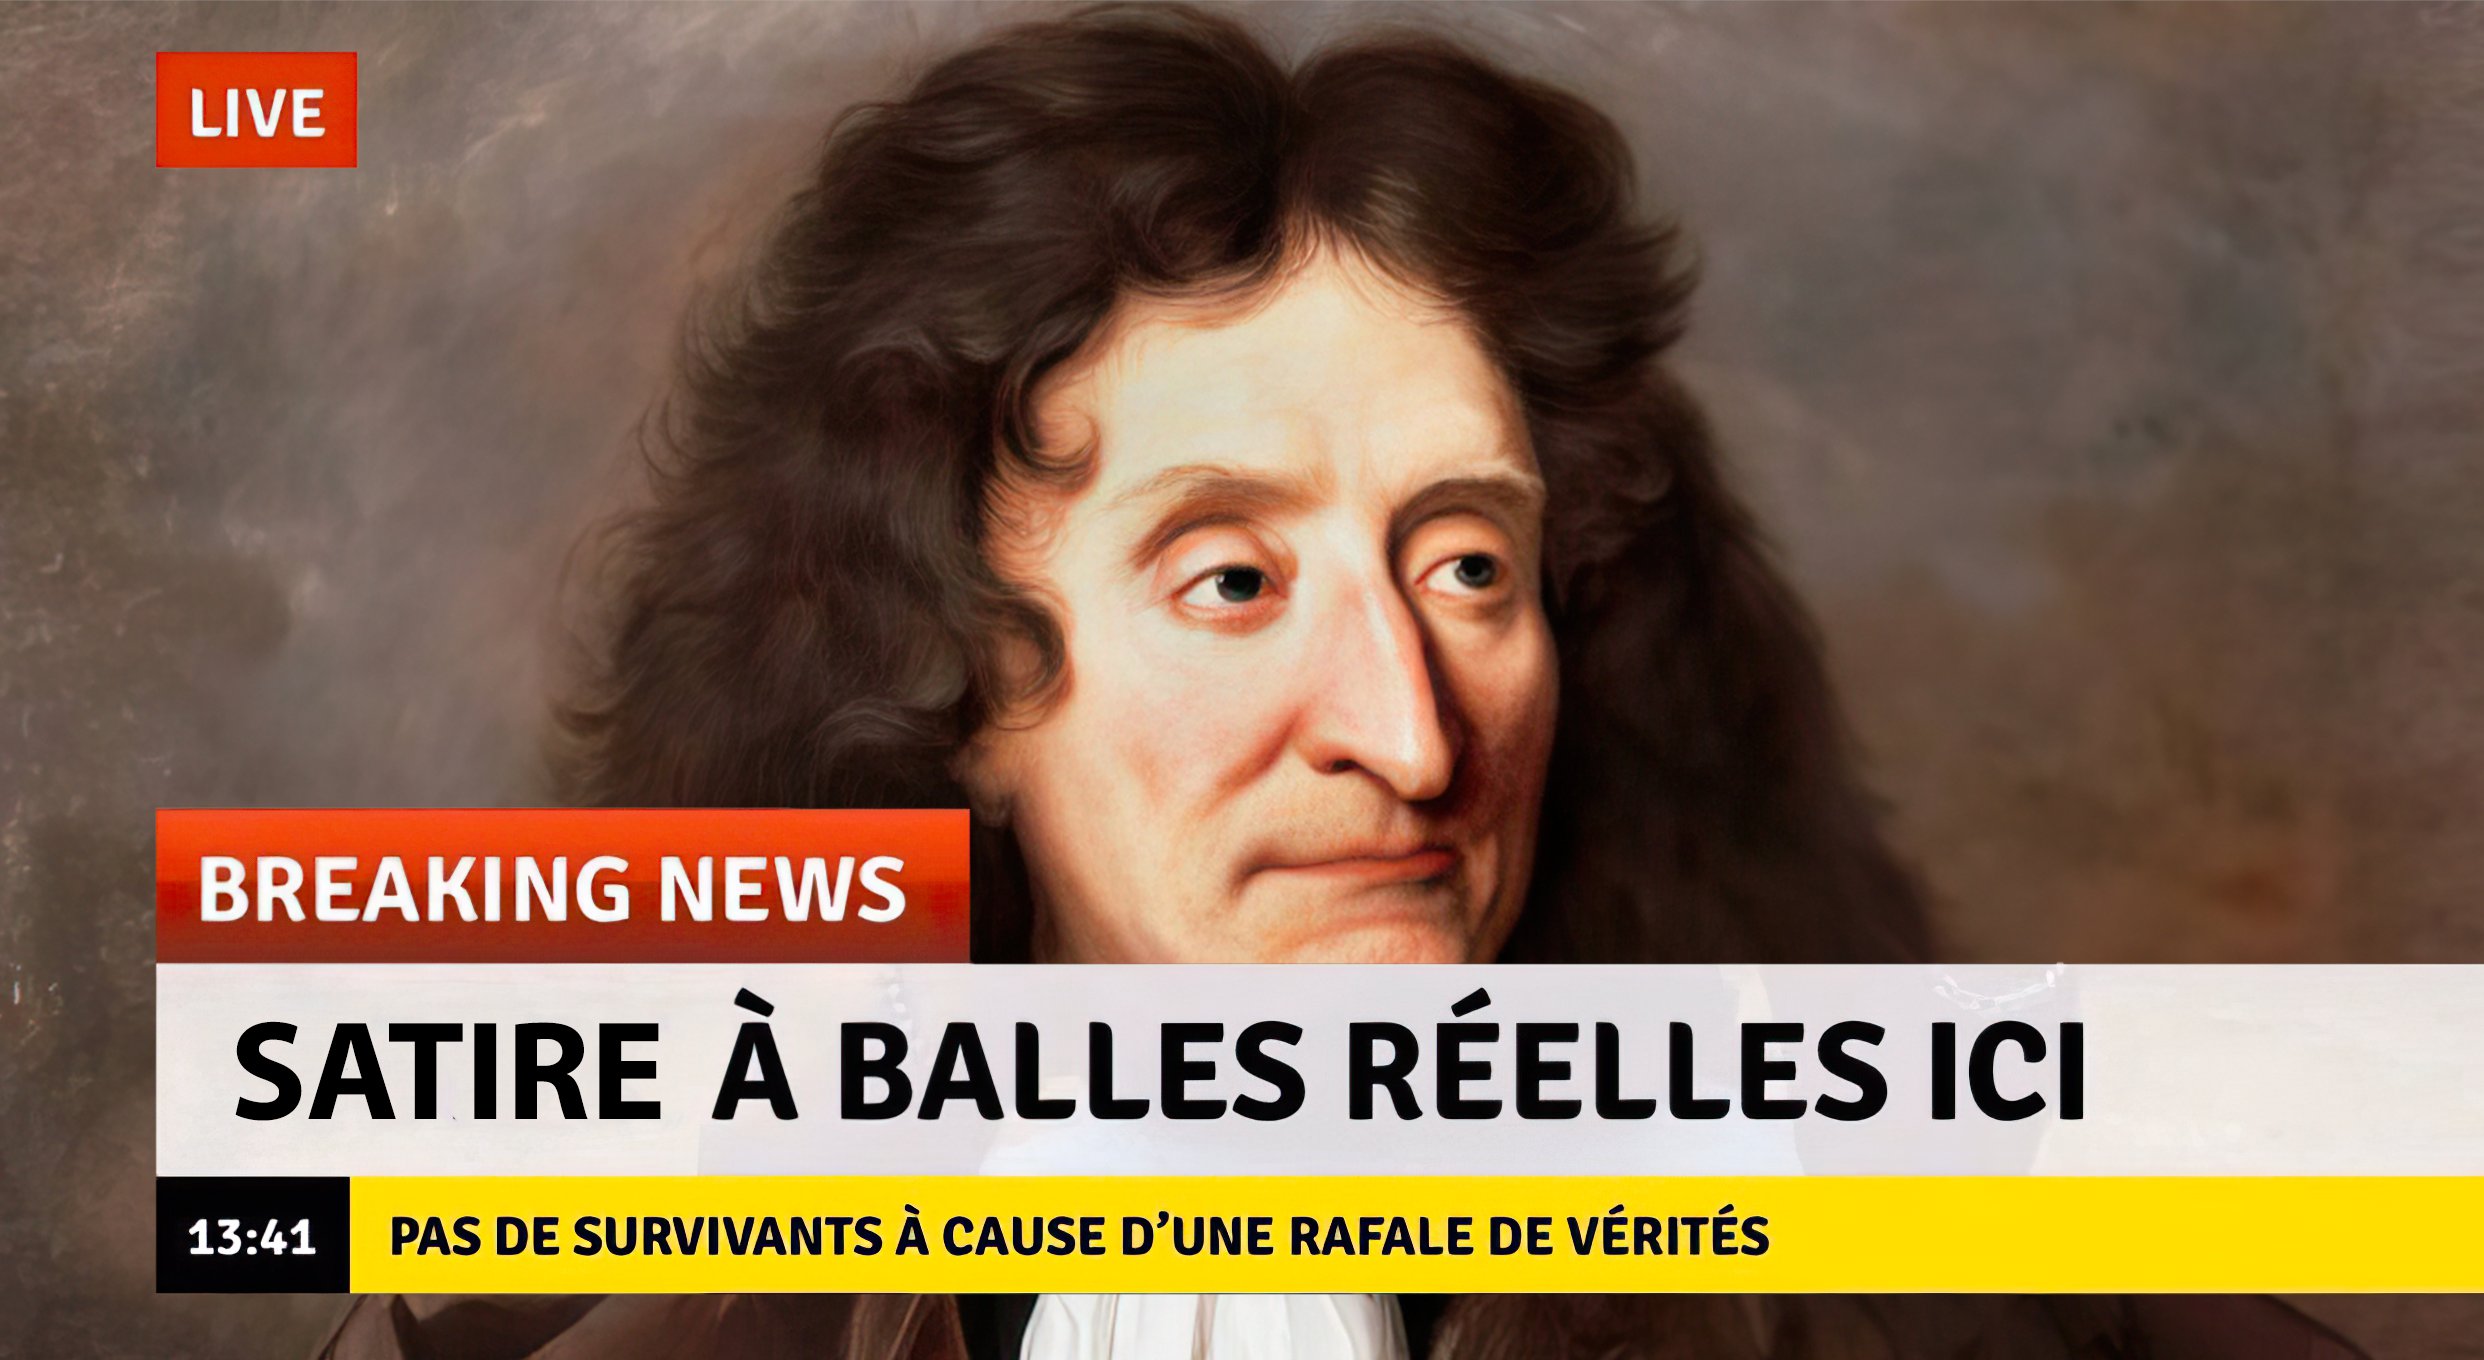 LIVE
BREAKING NEWS
SATIRE À BALLES RÉELLES ICI
13:41 PAS DE SURVIVANTS À CAUSE D’UNE RAFALE DE VÉRITÉS